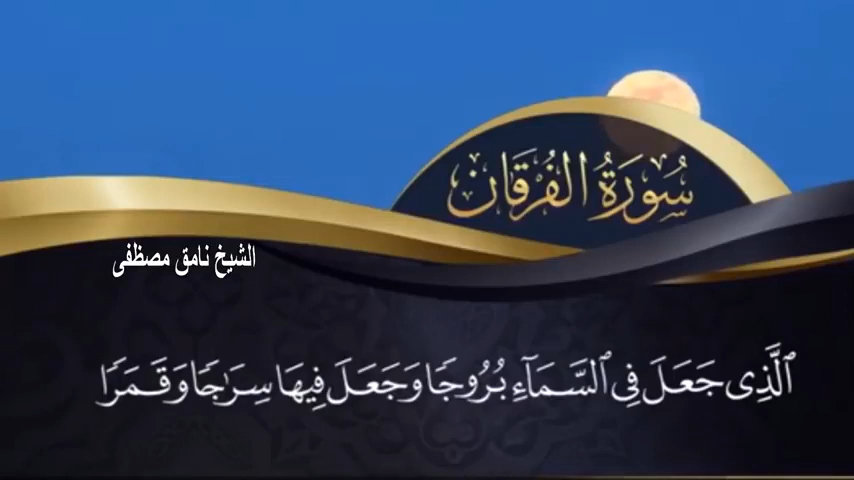 سُورَةُ الفُرْقَان
الشيخ نامق مصطفى
ٱلَّذِى جَعَلَ فِى ٱلسَّمَآءِ بُرُوجًا وَجَعَلَ فِيهَا سِرَٰجًا وَقَمَرًا